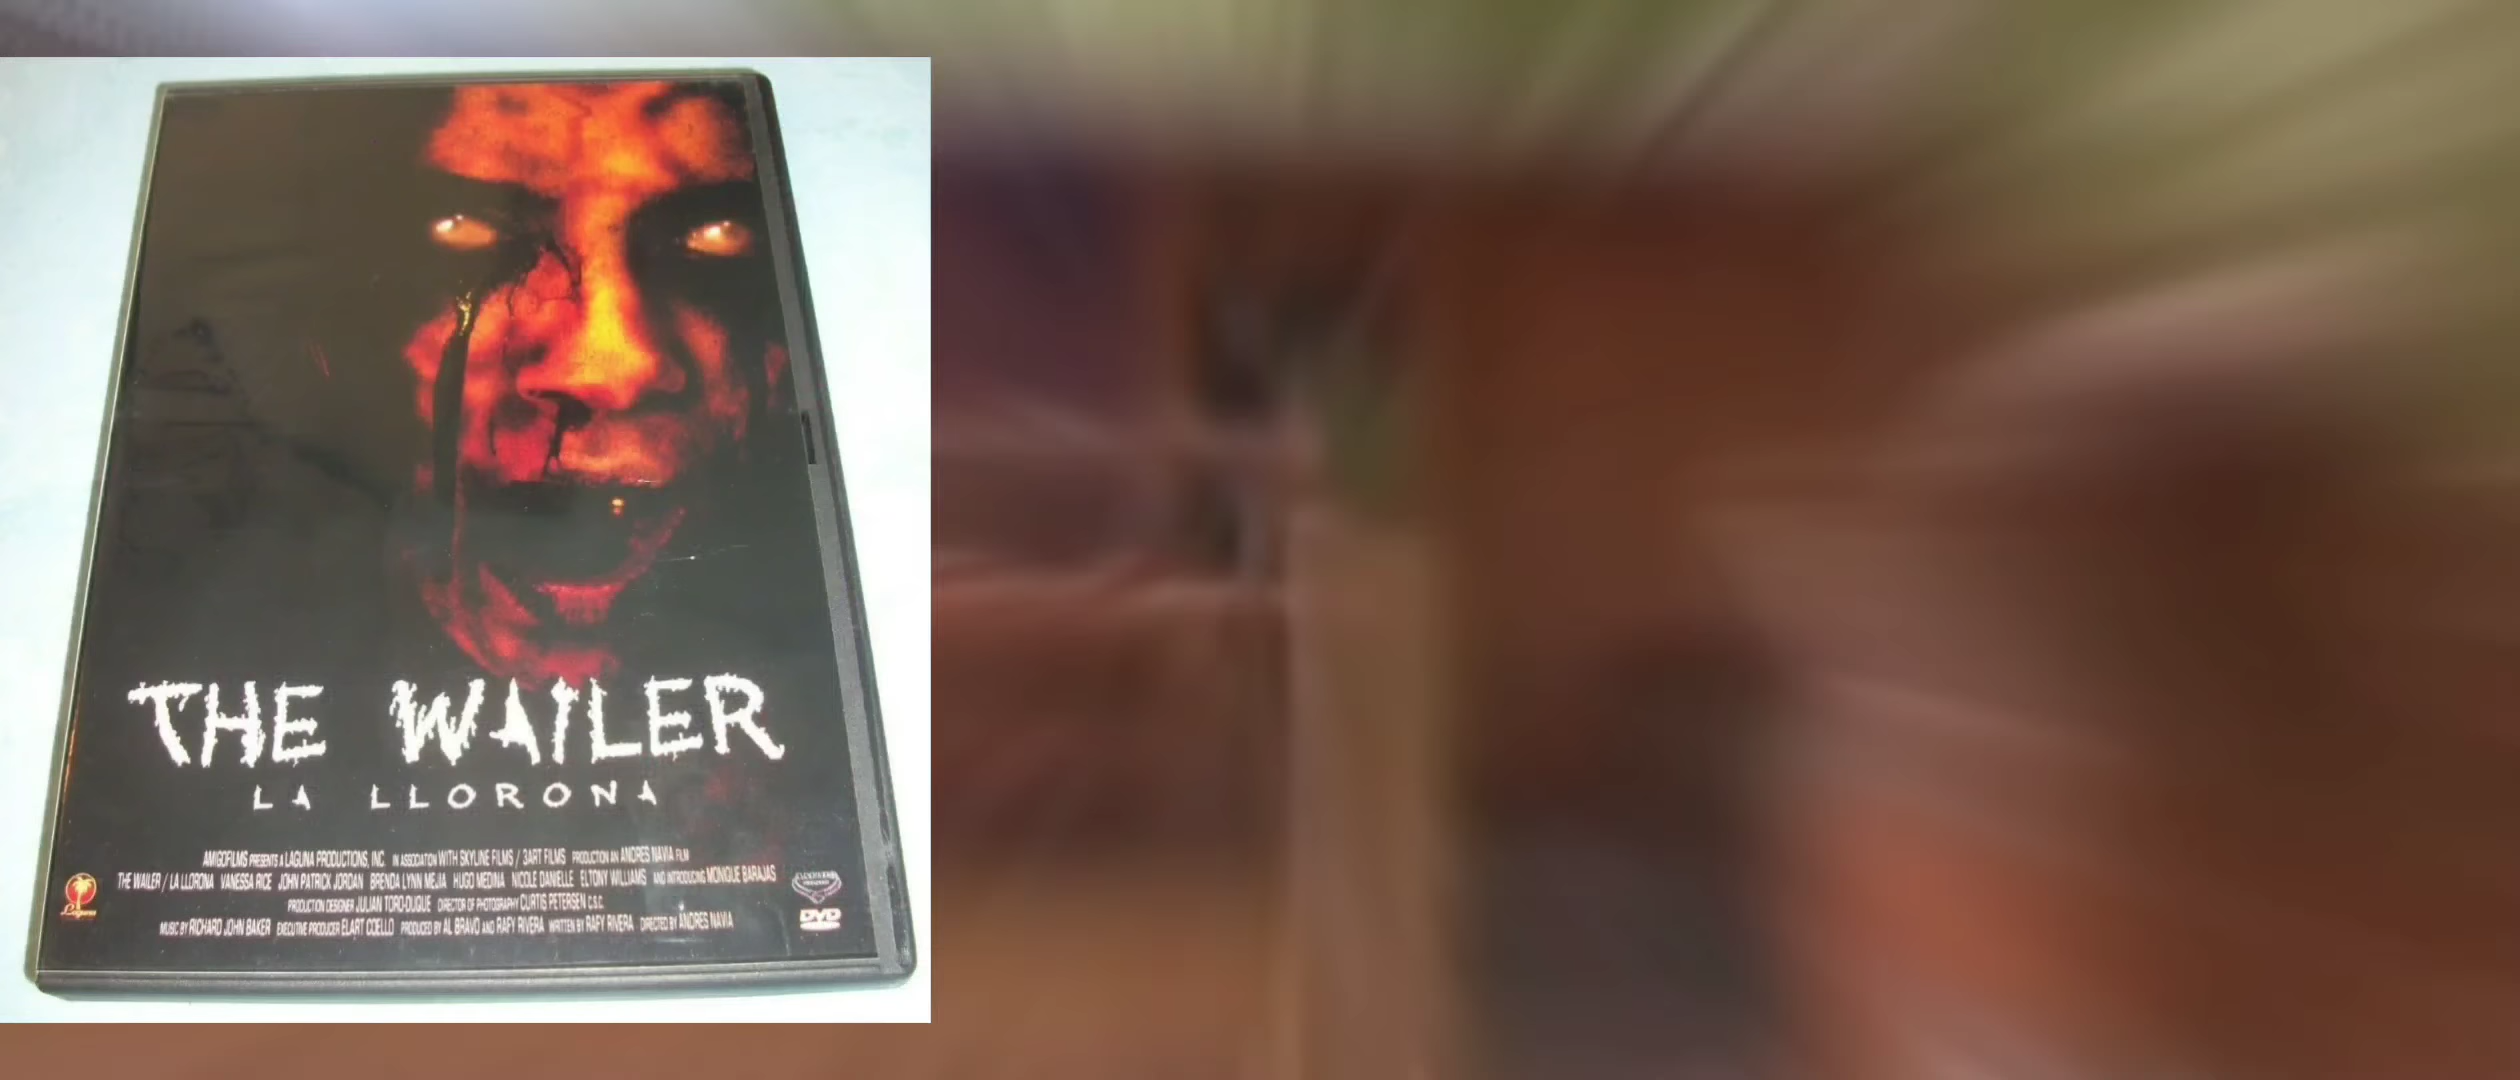 THE WAILER
LA LLORONA
AMIGOFILMS PRESENTS A LAGUNA PRODUCTIONS, INC. IN ASSOCIATION WITH SKYLINE FILMS / 3ART FILMS PRODUCTION AN ANDRES NAVIA FILM
THE WAILER / LA LLORONA VANESSA RICE JOHN PATRICK JORDAN BRENDA LYNN MEJIA HUGO MEDINA NICOLE DANIELLE ELTONY WILLIAMS AND INTRODUCING MONIQUE BARAJAS
PRODUCTION DESIGNER JULIAN TORO-DUQUE DIRECTOR OF PHOTOGRAPHY CURTIS PETERSEN C.S.C.
MUSIC BY RICHARD JOHN BAKER EXECUTIVE PRODUCER ELART COELLO PRODUCED BY AL BRAVO AND RAFY RIVERA WRITTEN BY RAFY RIVERA DIRECTED BY ANDRES NAVIA
Laguna
DVD